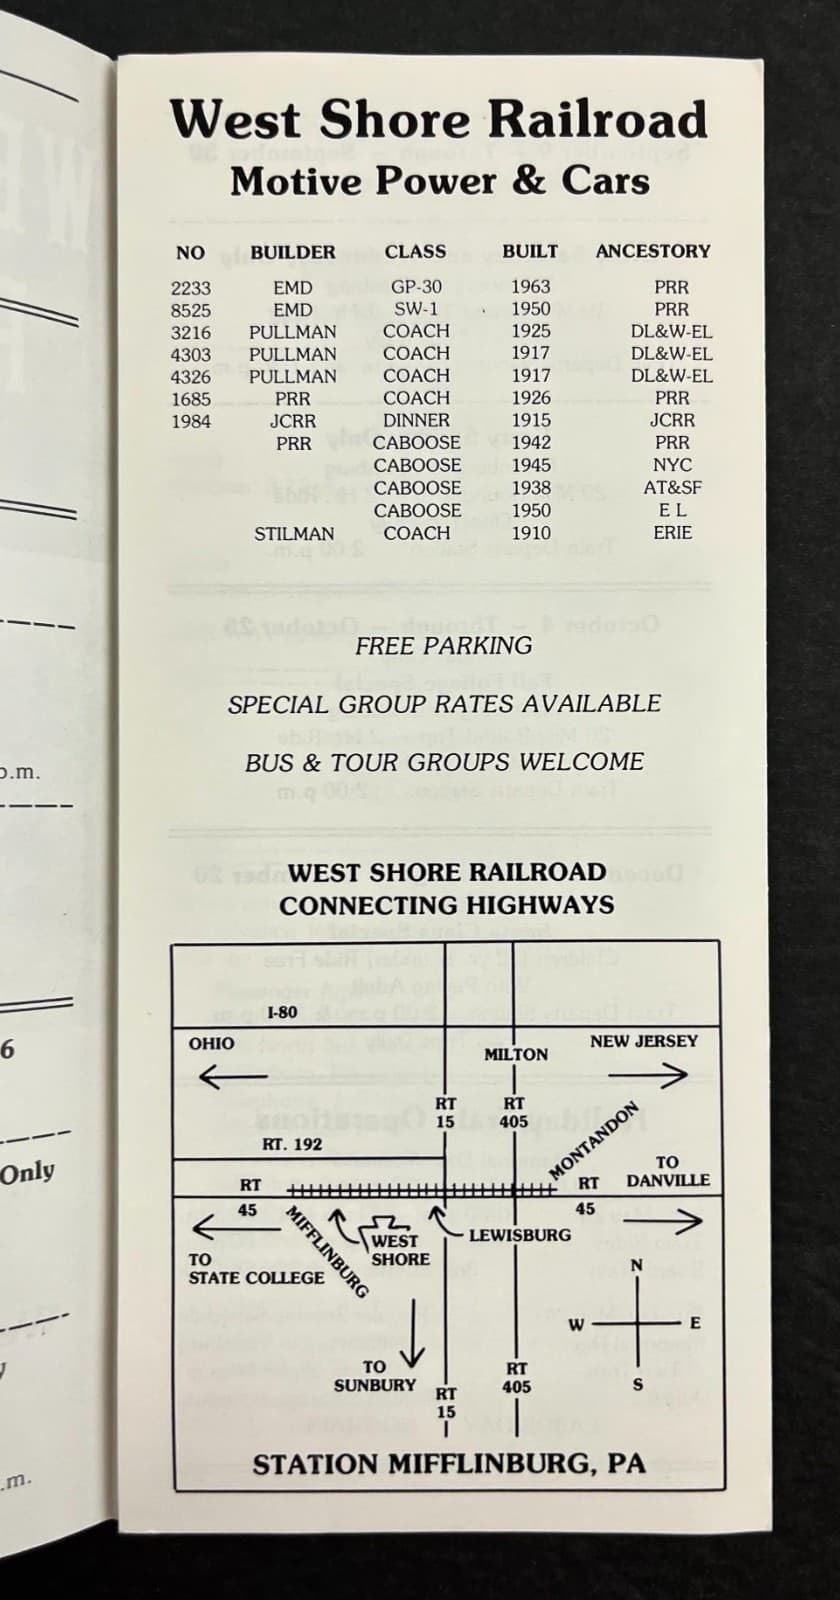 West Shore Railroad
Motive Power & Cars
NO BUILDER CLASS BUILT ANCESTORY
2233 EMD GP-30 1963 PRR
8525 EMD SW-1 1950 PRR
3216 PULLMAN COACH 1925 DL&W-EL
4303 PULLMAN COACH 1917 DL&W-EL
4326 PULLMAN COACH 1917 DL&W-EL
1685 PRR COACH 1926 PRR
1984 JCRR DINNER 1915 JCRR
PRR CABOOSE 1942 PRR
CABOOSE 1945 NYC
CABOOSE 1938 AT&SF
CABOOSE 1950 E L
STILMAN COACH 1910 ERIE
FREE PARKING
SPECIAL GROUP RATES AVAILABLE
BUS & TOUR GROUPS WELCOME
p.m.
WEST SHORE RAILROAD
CONNECTING HIGHWAYS
I-80
OHIO
MILTON
NEW JERSEY
6
RT
15
RT
405
MONTANDON
RT. 192
Only
RT
45
RT
45
TO
DANVILLE
MIFFLINBURG
WEST
SHORE
LEWISBURG
TO
STATE COLLEGE
N
W E
S
TO
SUNBURY
RT
15
RT
405
.m.
STATION MIFFLINBURG, PA